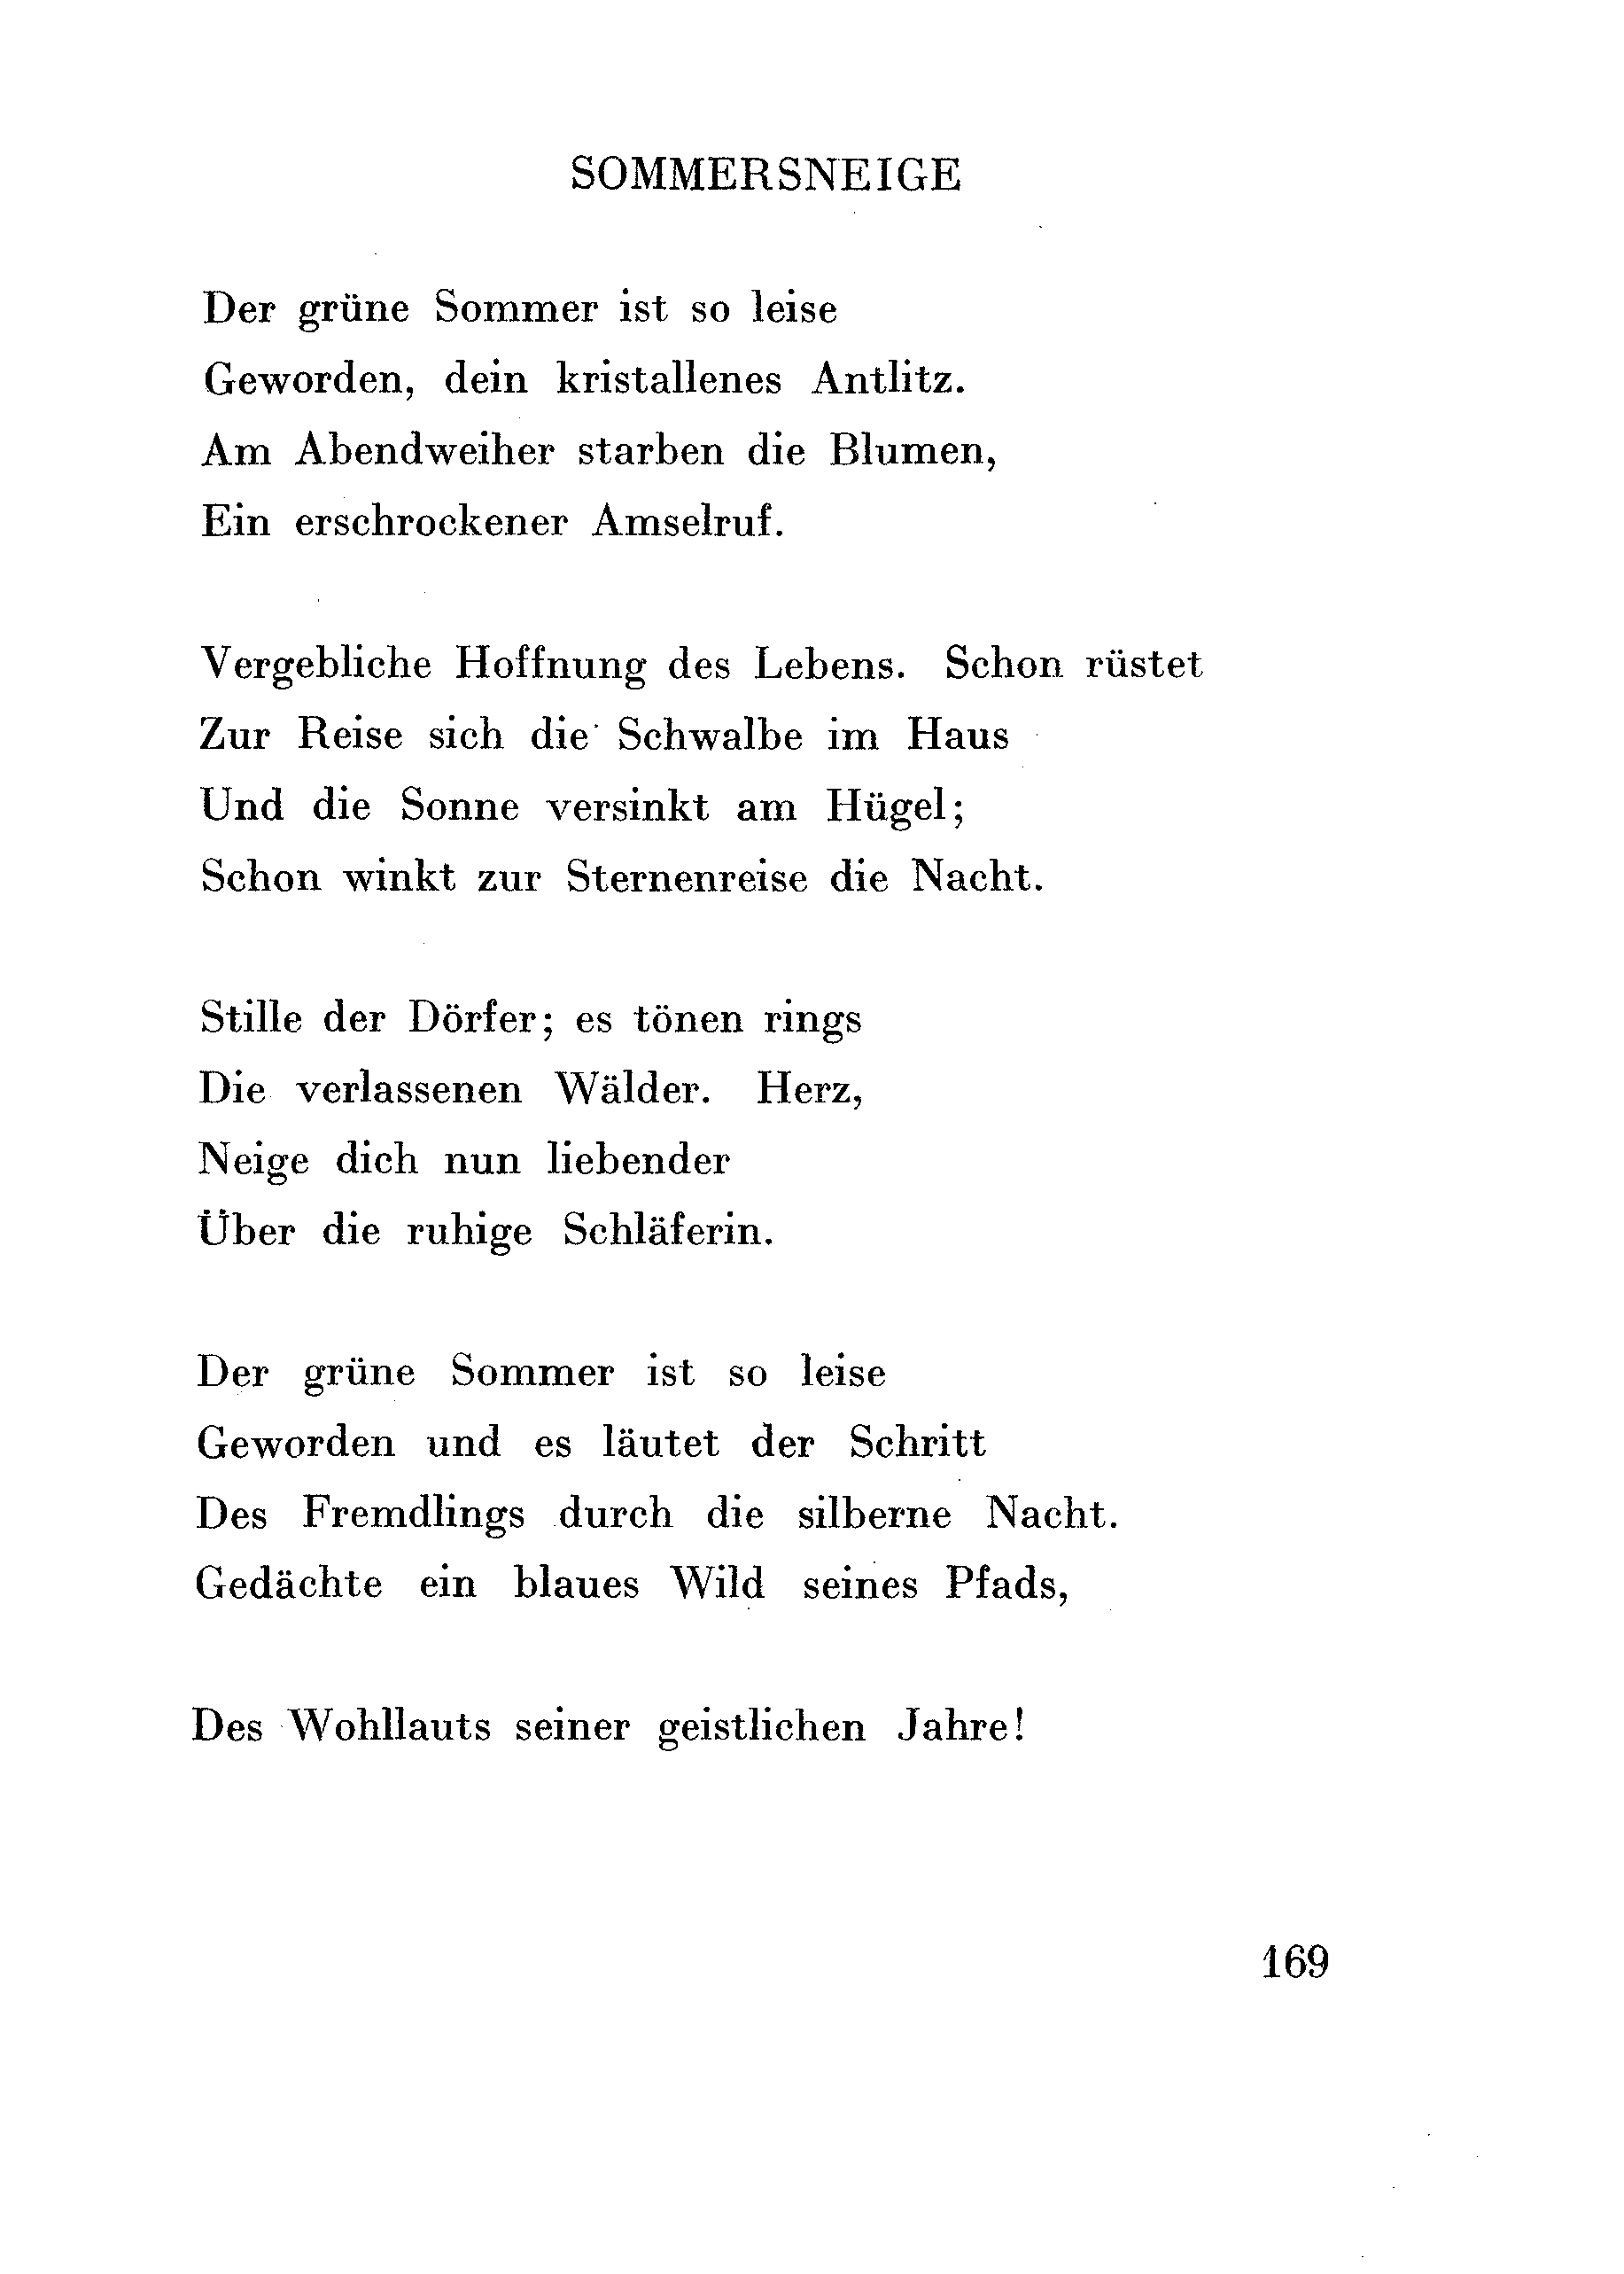 SOMMERSNEIGE
Der grüne Sommer ist so leise
Geworden, dein kristallenes Antlitz.
Am Abendweiher starben die Blumen,
Ein erschrockener Amselruf.
Vergebliche Hoffnung des Lebens. Schon rüstet
Zur Reise sich die Schwalbe im Haus
Und die Sonne versinkt am Hügel;
Schon winkt zur Sternenreise die Nacht.
Stille der Dörfer; es tönen rings
Die verlassenen Wälder. Herz,
Neige dich nun liebender
Über die ruhige Schläferin.
Der grüne Sommer ist so leise
Geworden und es läutet der Schritt
Des Fremdlings durch die silberne Nacht.
Gedächte ein blaues Wild seines Pfads,
Des Wohllauts seiner geistlichen Jahre!
169